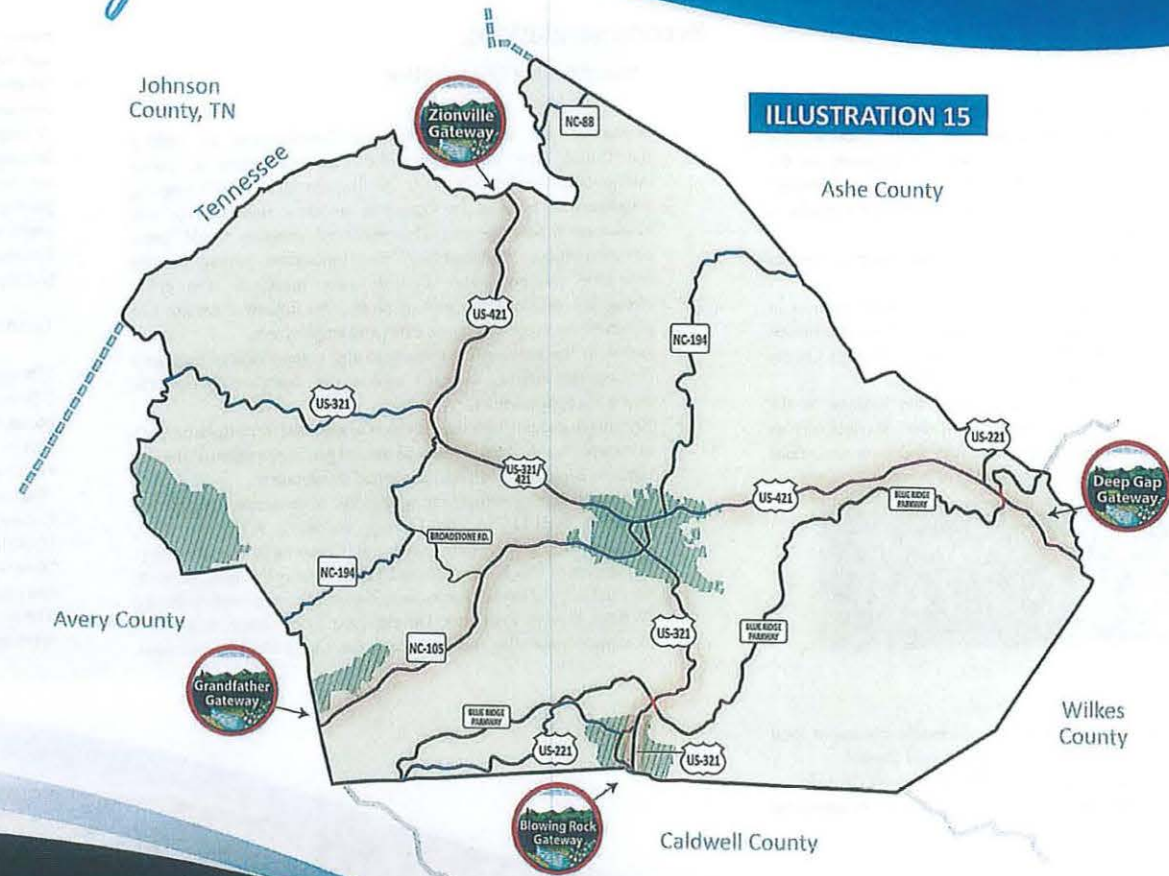 Johnson
County, TN
Zionville
Gateway
NC-88
ILLUSTRATION 15
Tennessee
Ashe County
US-421
NC-194
US-321
US-321/
421
US-221
US-421
BLUE RIDGE
PARKWAY
Deep Gap
Gateway
BROADSTONE RD.
NC-194
Avery County
NC-105
US-321
BLUE RIDGE
PARKWAY
Grandfather
Gateway
BLUE RIDGE
PARKWAY
US-221
US-321
Wilkes
County
Blowing Rock
Gateway
Caldwell County